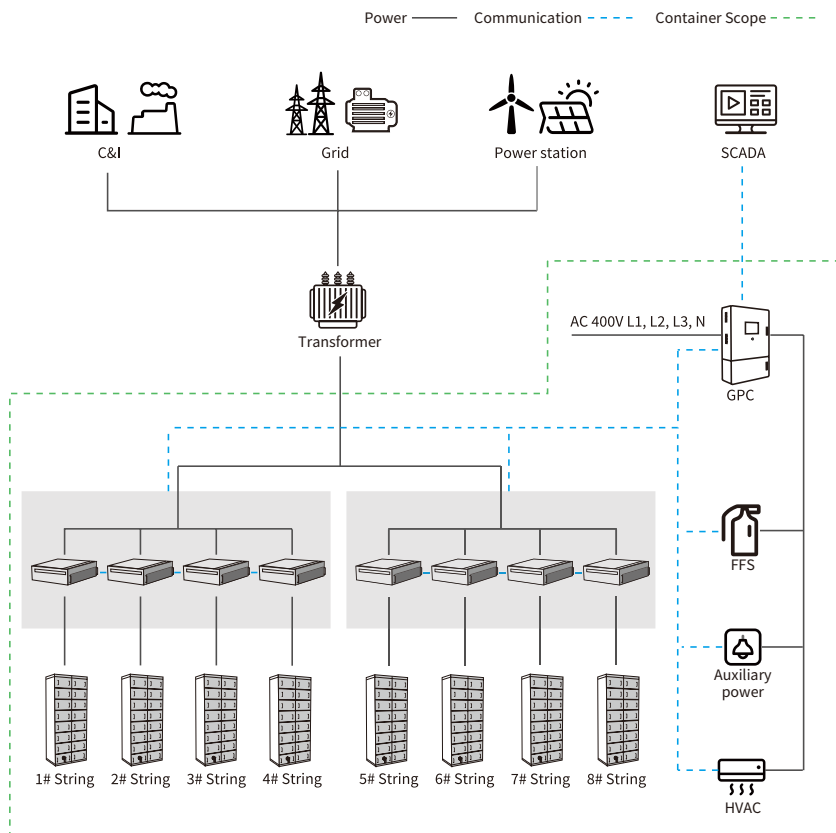 Power
Communication
Container Scope
C&I
Grid
Power station
SCADA
Transformer
AC 400V L1, L2, L3, N
GPC
FFS
Auxiliary
power
1# String
2# String
3# String
4# String
5# String
6# String
7# String
8# String
HVAC